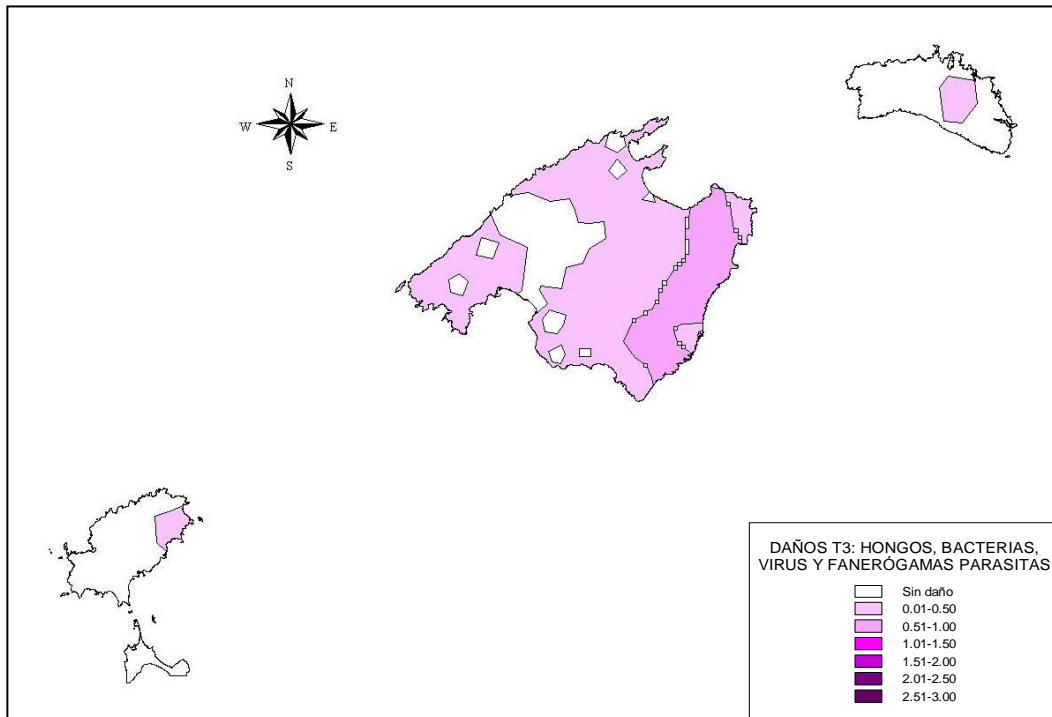 N
W E
S
DAÑOS T3: HONGOS, BACTERIAS,
VIRUS Y FANERÓGAMAS PARASITAS
Sin daño
0.01-0.50
0.51-1.00
1.01-1.50
1.51-2.00
2.01-2.50
2.51-3.00